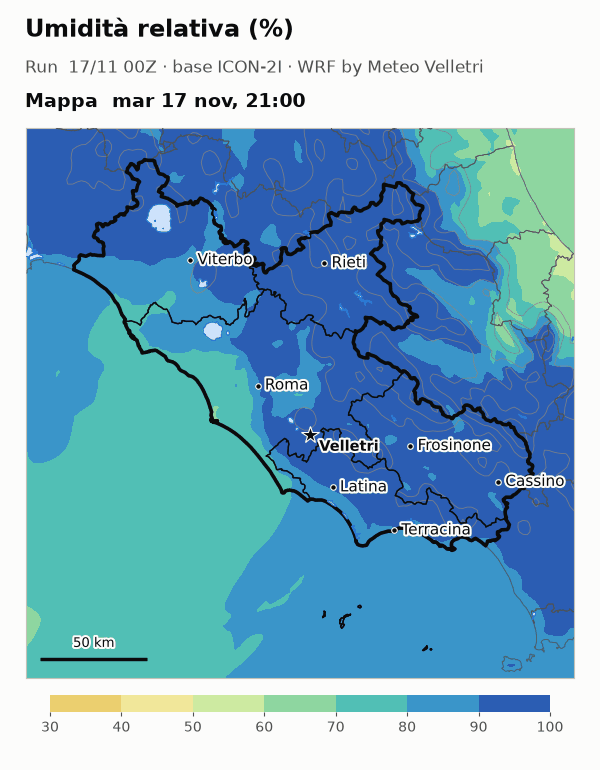 Umidità relativa (%)
Run  17/11 00Z · base ICON-2I · WRF by Meteo Velletri
Mappa  mar 17 nov, 21:00
Viterbo
Rieti
Roma
Velletri
Frosinone
Latina
Cassino
Terracina
50 km
30 40 50 60 70 80 90 100